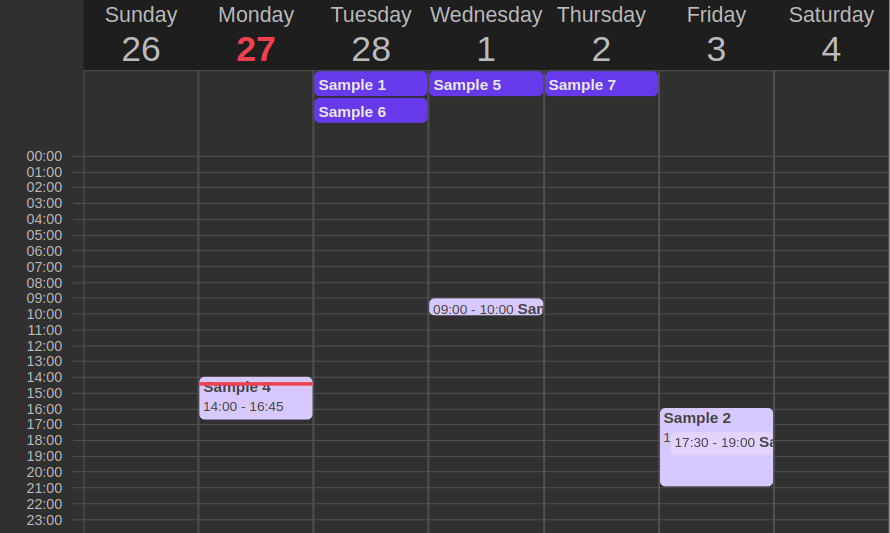 Sunday Monday Tuesday Wednesday Thursday Friday Saturday
26 27 28 1 2 3 4
Sample 1 Sample 5 Sample 7
Sample 6
00:00
01:00
02:00
03:00
04:00
05:00
06:00
07:00
08:00
09:00
09:00 - 10:00 Sam
10:00
11:00
12:00
13:00
14:00
Sample 4
15:00
14:00 - 16:45
16:00
Sample 2
17:00
18:00
1 17:30 - 19:00 Sa
19:00
20:00
21:00
22:00
23:00